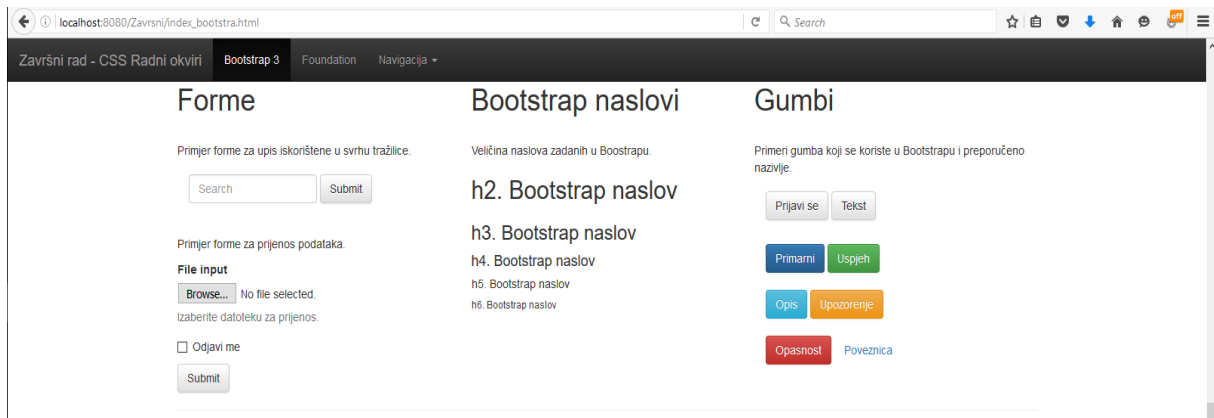 localhost:8080/Zavrsni/index_bootstra.html
Search
off
Završni rad - CSS Radni okviri Bootstrap 3 Foundation Navigacija
Forme
Primjer forme za upis iskorištene u svrhu tražilice.
Search Submit
Primjer forme za prijenos podataka.
File input
Browse... No file selected.
Izaberite datoteku za prijenos.
Odjavi me
Submit
Bootstrap naslovi
Veličina naslova zadanih u Boostrapu.
h2. Bootstrap naslov
h3. Bootstrap naslov
h4. Bootstrap naslov
h5. Bootstrap naslov
h6. Bootstrap naslov
Gumbi
Primeri gumba koji se koriste u Bootstrapu i preporučeno
nazivlje.
Prijavi se Tekst
Primarni Uspjeh
Opis Upozorenje
Opasnost Poveznica